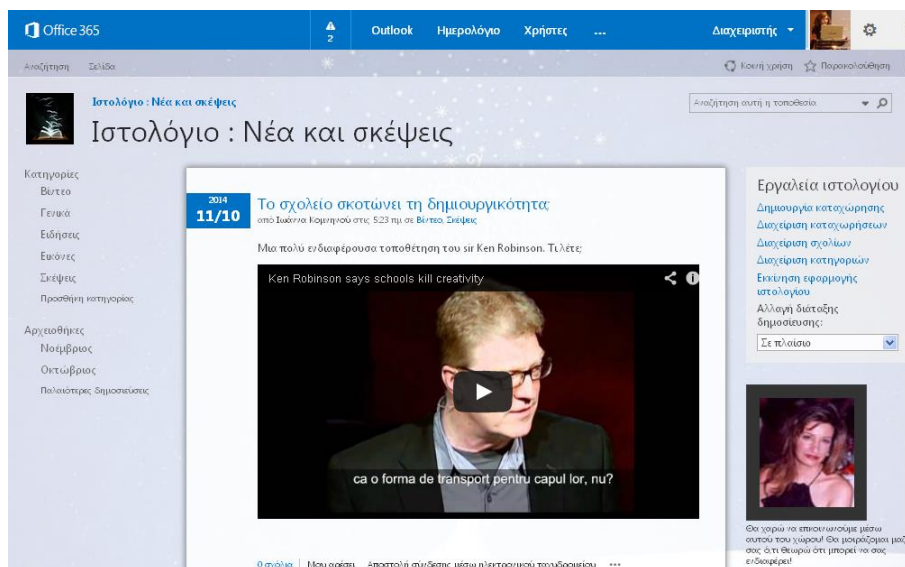 Office 365
2
Outlook Ημερολόγιο Χρήστες ...
Διαχειριστής
Αναζήτηση Σελίδα
Κοινή χρήση Παρακολούθηση
Ιστολόγιο : Νέα και σκέψεις
Αναζήτηση αυτή η τοποθεσία
Ιστολόγιο : Νέα και σκέψεις
Κατηγορίες
Βίντεο
Γενικά
Ειδήσεις
Εικόνες
Σκέψεις
Προσθήκη κατηγορίας
Αρχειοθήκες
Νοέμβριος
Οκτώβριος
Παλαιότερες δημοσιεύσεις
2014
11/10
Το σχολείο σκοτώνει τη δημιουργικότητα;
από Ιωάννα Κομνηνού στις 5:23 πμ σε Βίντεο, Σκέψεις
Μια πολύ ενδιαφέρουσα τοποθέτηση του sir Ken Robinson. Τι λέτε;
Ken Robinson says schools kill creativity
ca o forma de transport pentru capul lor, nu?
0 σχόλια Μου αρέσει Αποστολή σύνδεσης μέσω ηλεκτρονικού ταχυδρομείου ...
Εργαλεία ιστολογίου
Δημιουργία καταχώρησης
Διαχείριση καταχωρήσεων
Διαχείριση σχολίων
Διαχείριση κατηγοριών
Εκκίνηση εφαρμογής
ιστολογίου
Αλλαγή διάταξης
δημοσίευσης:
Σε πλαίσιο
Θα χαρώ να επικοινωνούμε μέσω
αυτού του χώρου! Θα μοιράζομαι μαζ
σας ό,τι θεωρώ ότι μπορεί να σας
ενδιαφέρει!